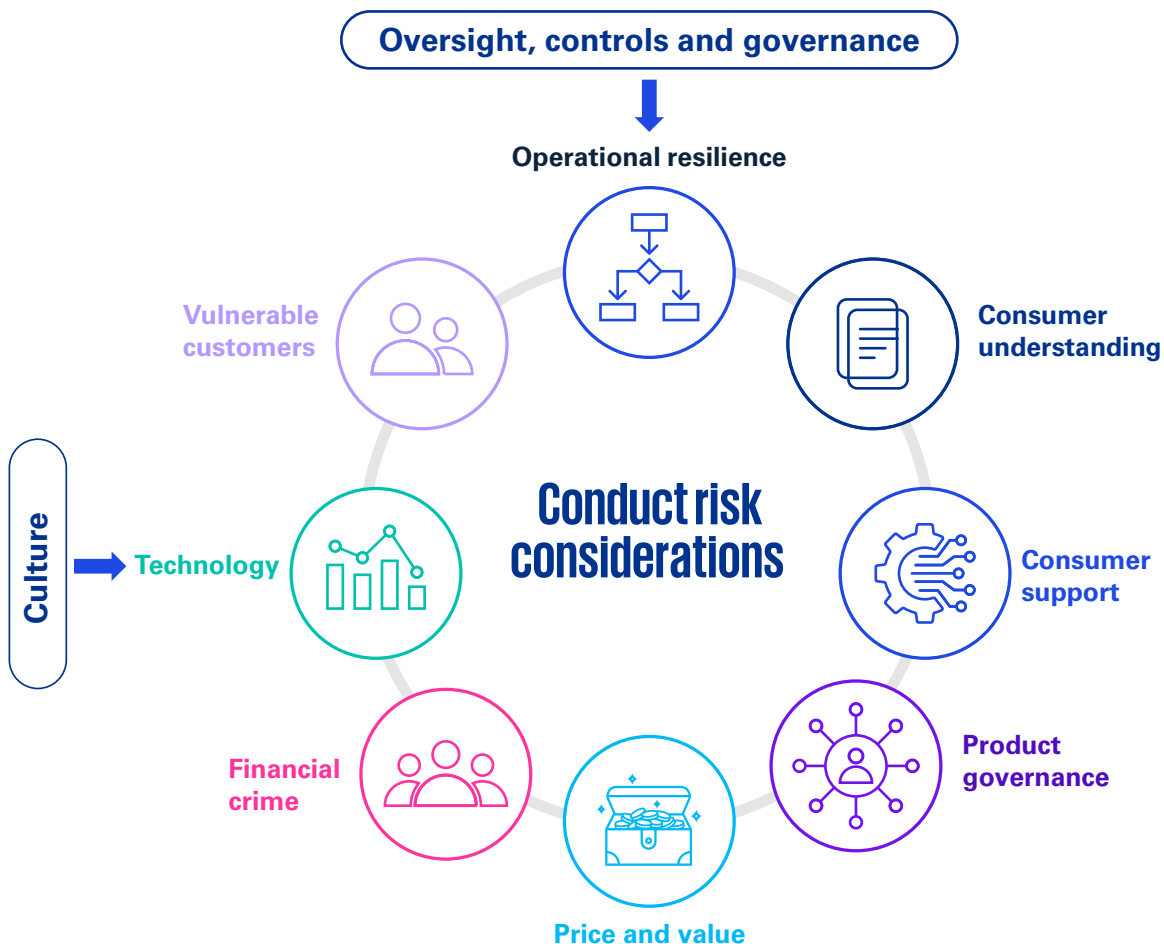 Oversight, controls and governance
Operational resilience
Vulnerable
customers
Consumer
understanding
Culture
Technology
Conduct risk
considerations
Consumer
support
Financial
crime
Product
governance
Price and value